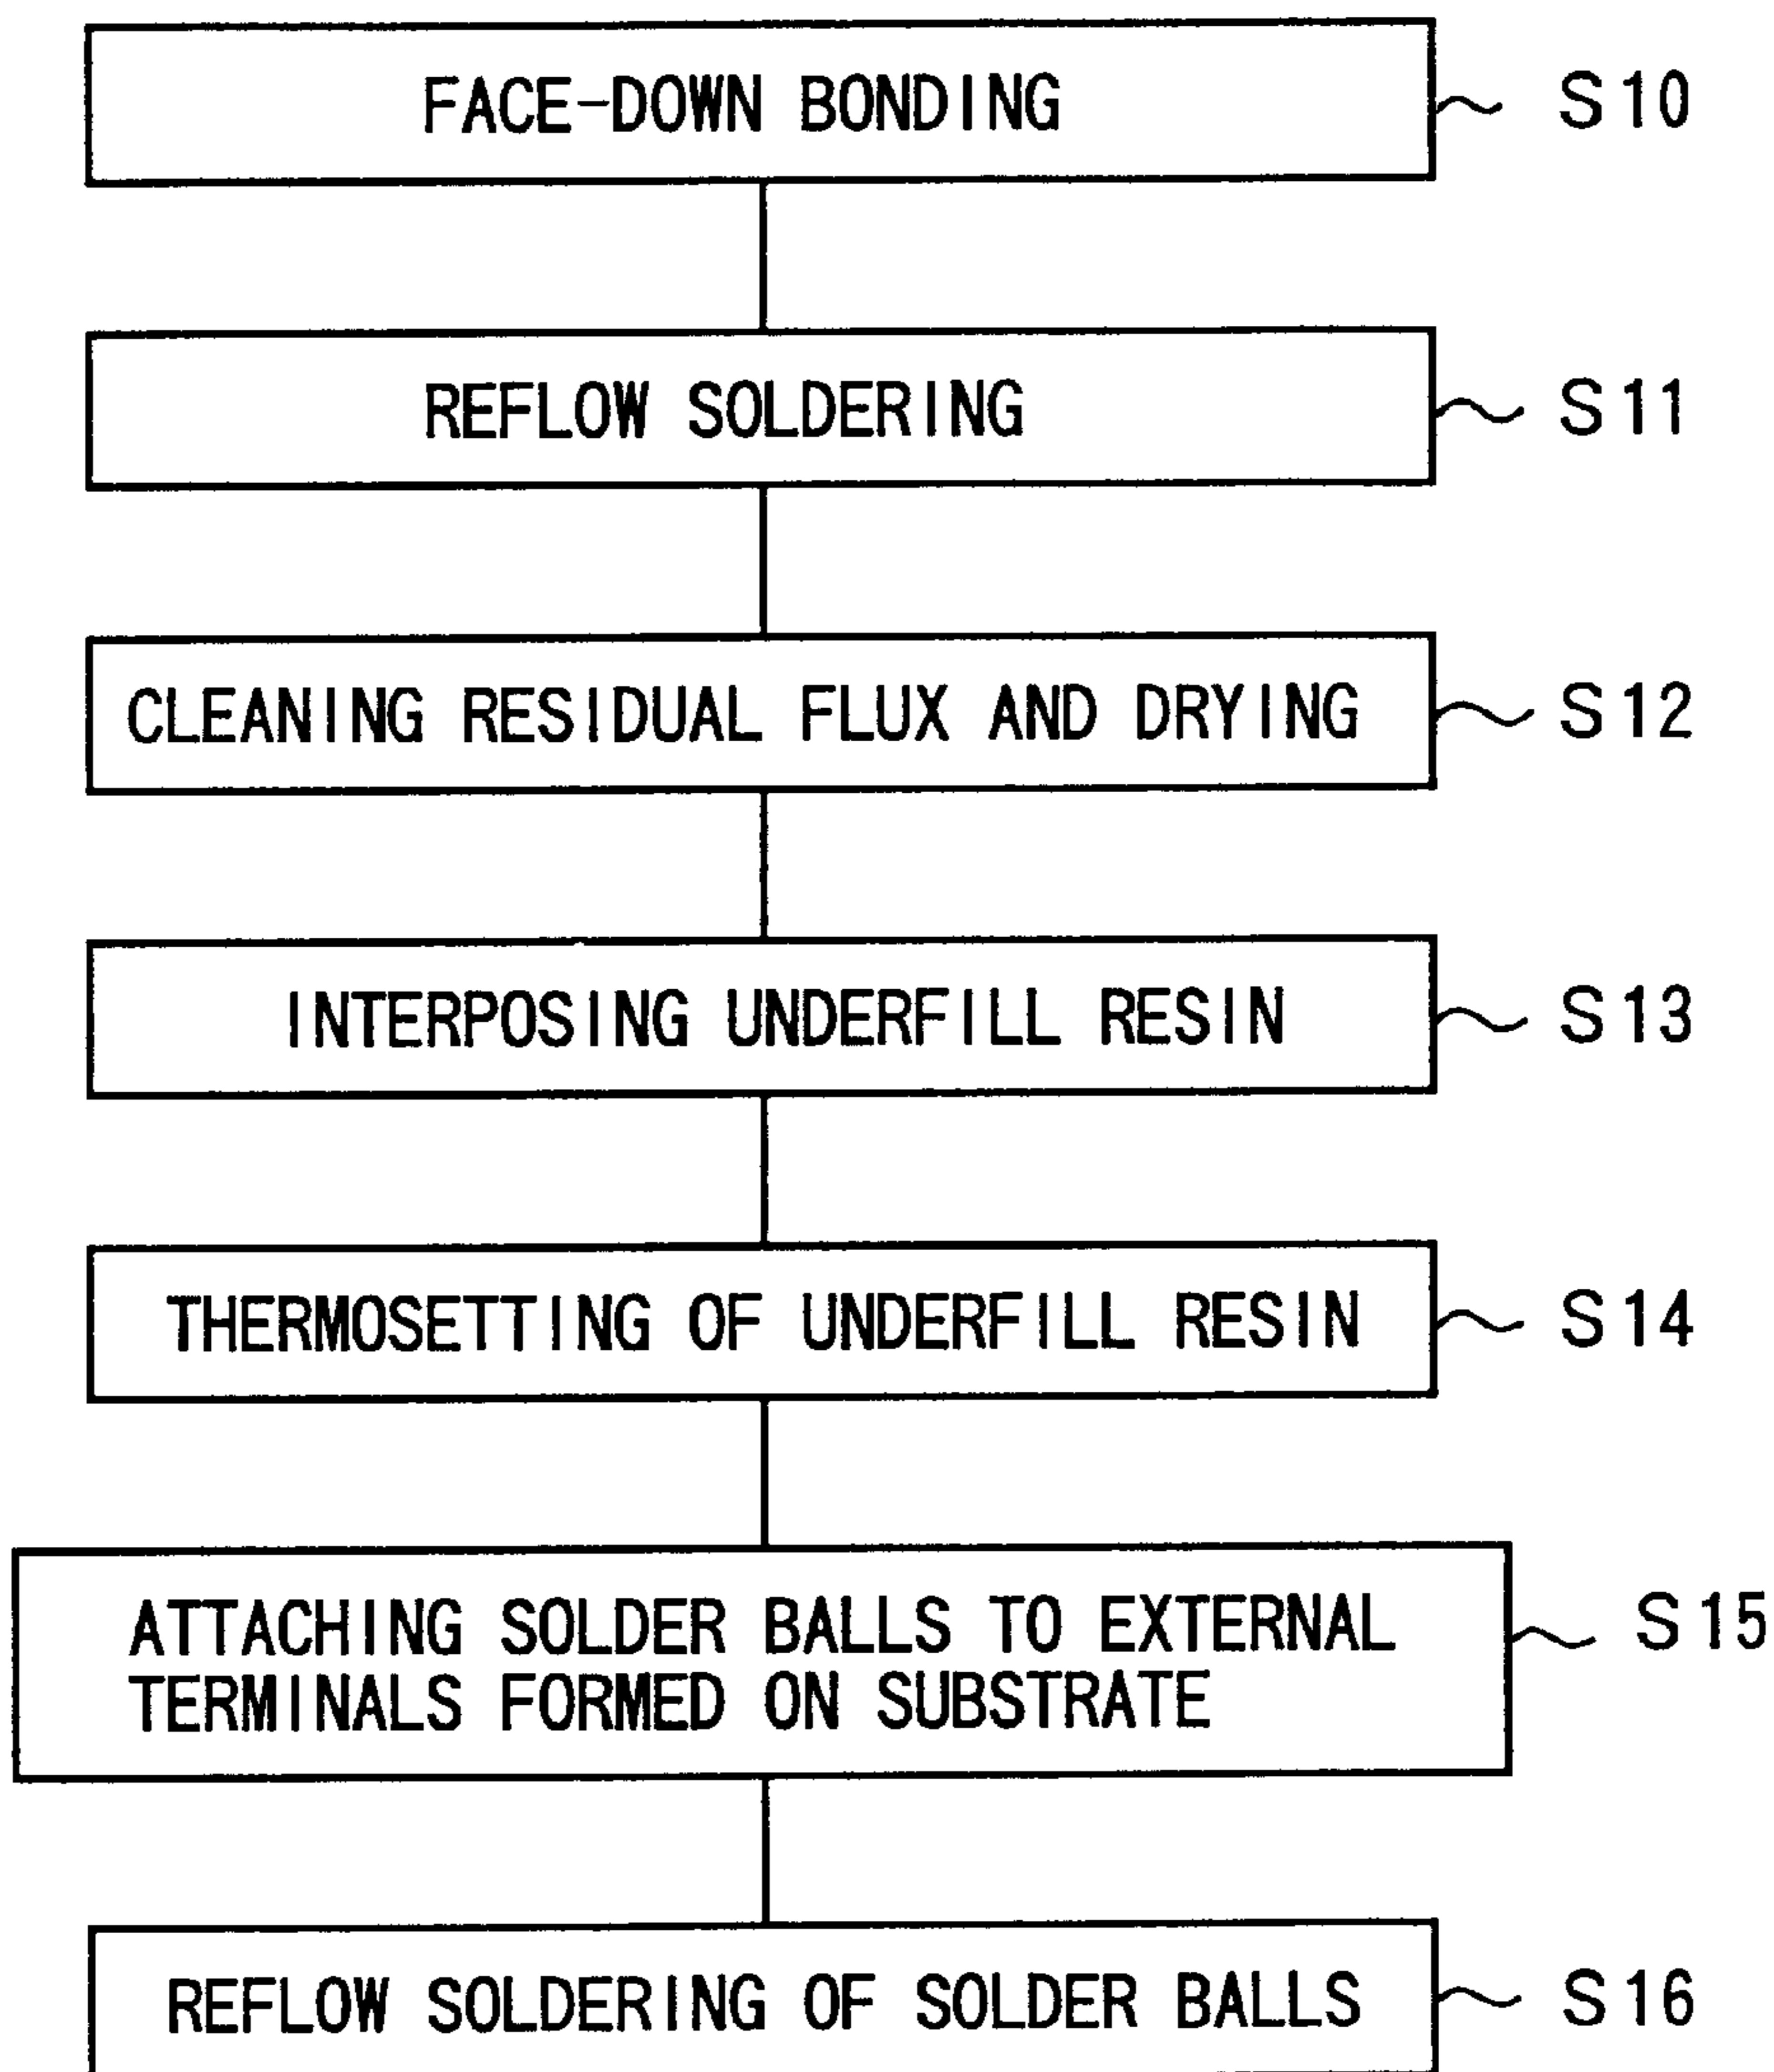 FACE-DOWN BONDING S10
REFLOW SOLDERING S11
CLEANING RESIDUAL FLUX AND DRYING S12
INTERPOSING UNDERFILL RESIN S13
THERMOSETTING OF UNDERFILL RESIN S14
ATTACHING SOLDER BALLS TO EXTERNAL S15
TERMINALS FORMED ON SUBSTRATE
REFLOW SOLDERING OF SOLDER BALLS S16